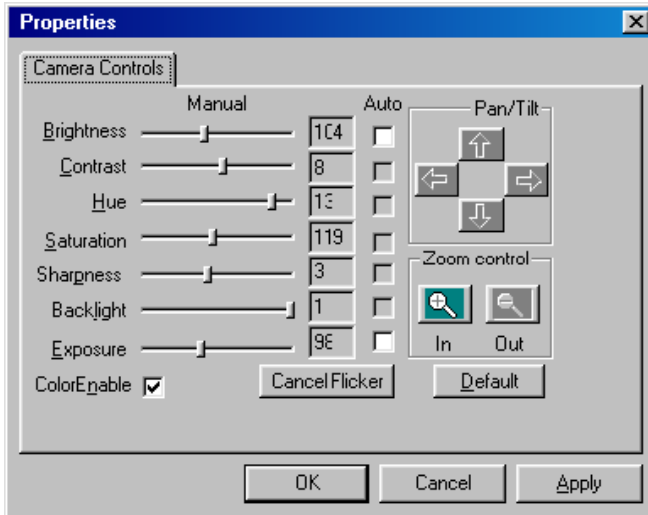 Properties
Camera Controls
Manual
Auto
Pan/Tilt
Brightness 104
Contrast 8
Hue 13
Saturation 119
Sharpness 3
Backlight 1
Exposure
Zoom control
In Out
ColorEnable
Cancel Flicker
Default
OK
Cancel
Apply